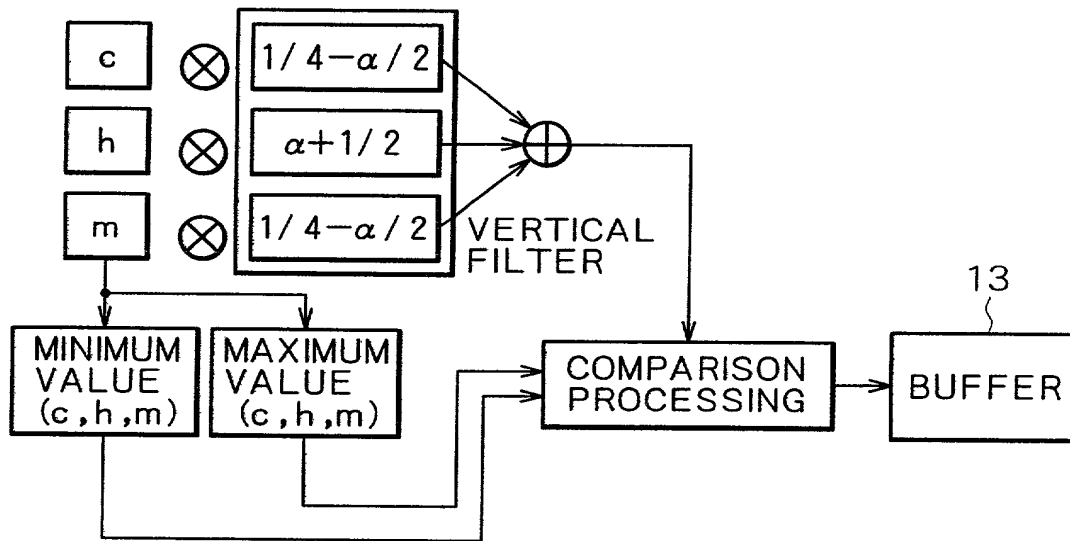 c
1/4−α/2
h
α+1/2
m
1/4−α/2
VERTICAL
FILTER
13
MINIMUM
VALUE
(c,h,m)
MAXIMUM
VALUE
(c,h,m)
COMPARISON
PROCESSING
BUFFER